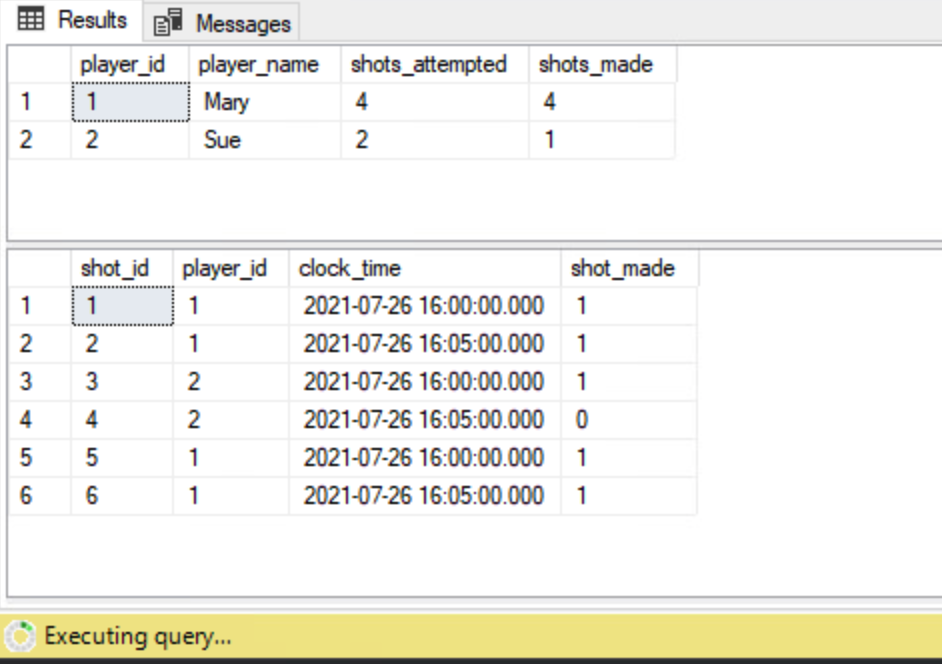 Results Messages
player_id player_name shots_attempted shots_made
1 1 Mary 4 4
2 2 Sue 2 1
shot_id player_id clock_time shot_made
1 1 1 2021-07-26 16:00:00.000 1
2 2 1 2021-07-26 16:05:00.000 1
3 3 2 2021-07-26 16:00:00.000 1
4 4 2 2021-07-26 16:05:00.000 0
5 5 1 2021-07-26 16:00:00.000 1
6 6 1 2021-07-26 16:05:00.000 1
Executing query...